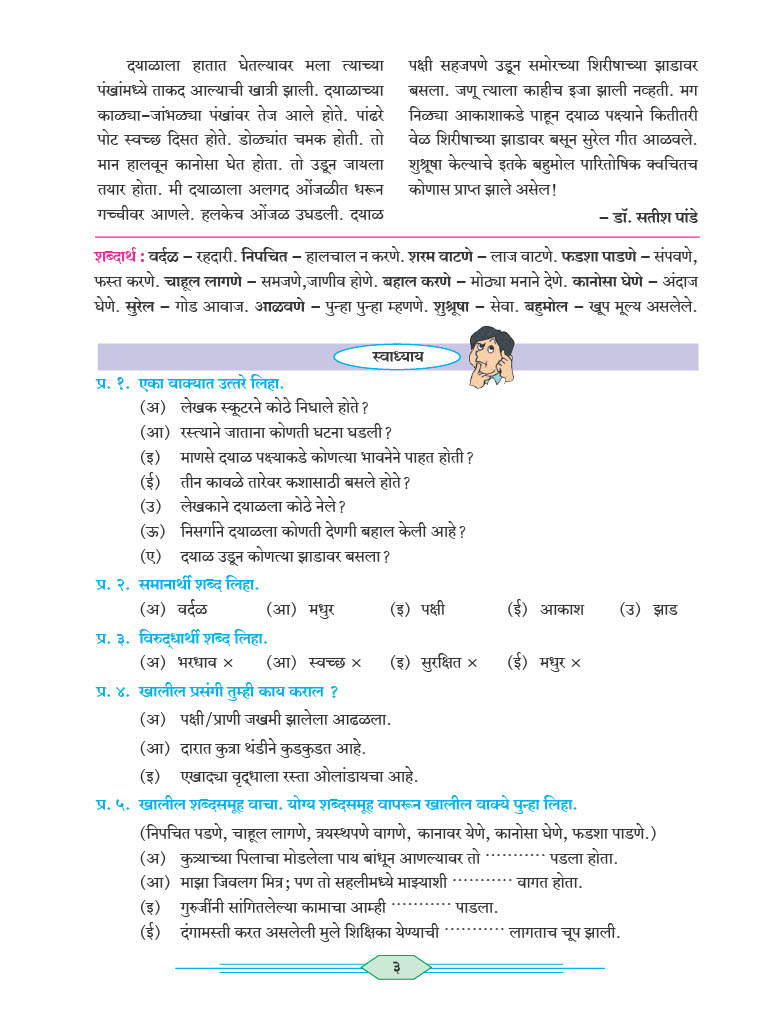 दयाळाला हातात घेतल्यावर मला त्याच्या
पंखांमध्ये ताकद आल्याची खात्री झाली. दयाळाच्या
काळ्या-जांभळ्या पंखांवर तेज आले होते. पांढरे
पोट स्वच्छ दिसत होते. डोळ्यांत चमक होती. तो
मान हालवून कानोसा घेत होता. तो उडून जायला
तयार होता. मी दयाळाला अलगद ओंजळीत धरून
गच्चीवर आणले. हलकेच ओंजळ उघडली. दयाळ
पक्षी सहजपणे उडून समोरच्या शिरीषाच्या झाडावर
बसला. जणू त्याला काहीच इजा झाली नव्हती. मग
निळ्या आकाशाकडे पाहून दयाळ पक्ष्याने कितीतरी
वेळ शिरीषाच्या झाडावर बसून सुरेल गीत आळवले.
शुश्रूषा केल्याचे इतके बहुमोल पारितोषिक क्वचितच
कोणास प्राप्त झाले असेल!
– डॉ. सतीश पांडे
शब्दार्थ : वर्दळ – रहदारी. निपचित – हालचाल न करणे. शरम वाटणे – लाज वाटणे. फडशा पाडणे – संपवणे,
फस्त करणे. चाहूल लागणे – समजणे,जाणीव होणे. बहाल करणे – मोठ्या मनाने देणे. कानोसा घेणे – अंदाज
घेणे. सुरेल – गोड आवाज. आळवणे – पुन्हा पुन्हा म्हणणे. शुश्रूषा – सेवा. बहुमोल – खूप मूल्य असलेले.
स्वाध्याय
प्र. १. एका वाक्यात उत्तरे लिहा.
(अ) लेखक स्कूटरने कोठे निघाले होते?
(आ) रस्त्याने जाताना कोणती घटना घडली?
(इ) माणसे दयाळ पक्ष्याकडे कोणत्या भावनेने पाहत होती?
(ई) तीन कावळे तारेवर कशासाठी बसले होते?
(उ) लेखकाने दयाळला कोठे नेले?
(ऊ) निसर्गाने दयाळला कोणती देणगी बहाल केली आहे?
(ए) दयाळ उडून कोणत्या झाडावर बसला?
प्र. २. समानार्थी शब्द लिहा.
(अ) वर्दळ (आ) मधुर (इ) पक्षी (ई) आकाश (उ) झाड
प्र. ३. विरुद्धार्थी शब्द लिहा.
(अ) भरधाव × (आ) स्वच्छ × (इ) सुरक्षित × (ई) मधुर ×
प्र. ४. खालील प्रसंगी तुम्ही काय कराल ?
(अ) पक्षी/प्राणी जखमी झालेला आढळला.
(आ) दारात कुत्रा थंडीने कुडकुडत आहे.
(इ) एखाद्या वृद्धाला रस्ता ओलांडायचा आहे.
प्र. ५. खालील शब्दसमूह वाचा. योग्य शब्दसमूह वापरून खालील वाक्ये पुन्हा लिहा.
(निपचित पडणे, चाहूल लागणे, त्रयस्थपणे वागणे, कानावर येणे, कानोसा घेणे, फडशा पाडणे.)
(अ) कुत्र्याच्या पिलाचा मोडलेला पाय बांधून आणल्यावर तो ........... पडला होता.
(आ) माझा जिवलग मित्र; पण तो सहलीमध्ये माझ्याशी ........... वागत होता.
(इ) गुरुजींनी सांगितलेल्या कामाचा आम्ही ........... पाडला.
(ई) दंगामस्ती करत असलेली मुले शिक्षिका येण्याची ........... लागताच चूप झाली.
३